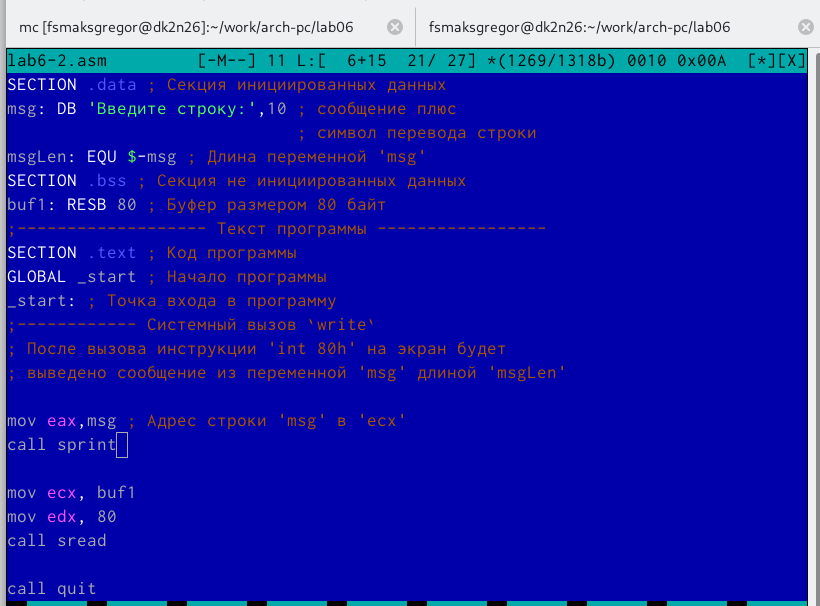 mc [fsmaksgregor@dk2n26]:~/work/arch-pc/lab06
fsmaksgregor@dk2n26:~/work/arch-pc/lab06
lab6-2.asm [-M--] 11 L:[ 6+15 21/ 27] *(1269/1318b) 0010 0x00A [*][X]
SECTION .data ; Секция инициированных данных
msg: DB 'Введите строку:',10 ; сообщение плюс
; символ перевода строки
msgLen: EQU $-msg ; Длина переменной 'msg'
SECTION .bss ; Секция не инициированных данных
buf1: RESB 80 ; Буфер размером 80 байт
;------------------- Текст программы -----------------
SECTION .text ; Код программы
GLOBAL _start ; Начало программы
_start: ; Точка входа в программу
;------------ Системный вызов `write`
; После вызова инструкции 'int 80h' на экран будет
; выведено сообщение из переменной 'msg' длиной 'msgLen'
mov eax,msg ; Адрес строки 'msg' в 'ecx'
call sprint
mov ecx, buf1
mov edx, 80
call sread
call quit